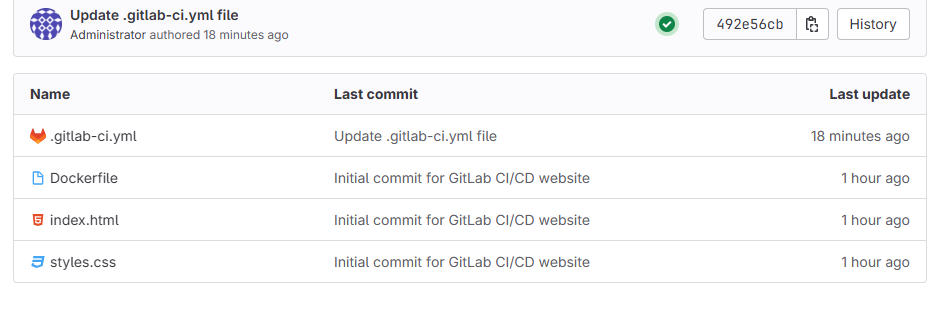 Update .gitlab-ci.yml file
Administrator authored 18 minutes ago
492e56cb
History
Name Last commit Last update
.gitlab-ci.yml Update .gitlab-ci.yml file 18 minutes ago
Dockerfile Initial commit for GitLab CI/CD website 1 hour ago
index.html Initial commit for GitLab CI/CD website 1 hour ago
styles.css Initial commit for GitLab CI/CD website 1 hour ago